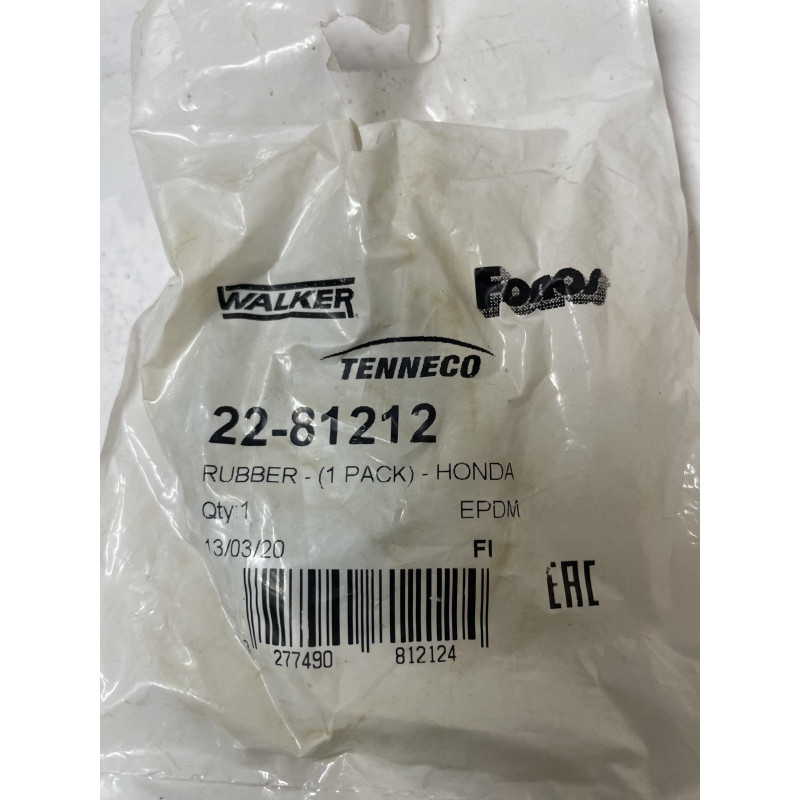 WALKER Fonos
TENNECO
22-81212
RUBBER - (1 PACK) - HONDA
Qty 1 EPDM
13/03/20 FI
EAC
277490 812124